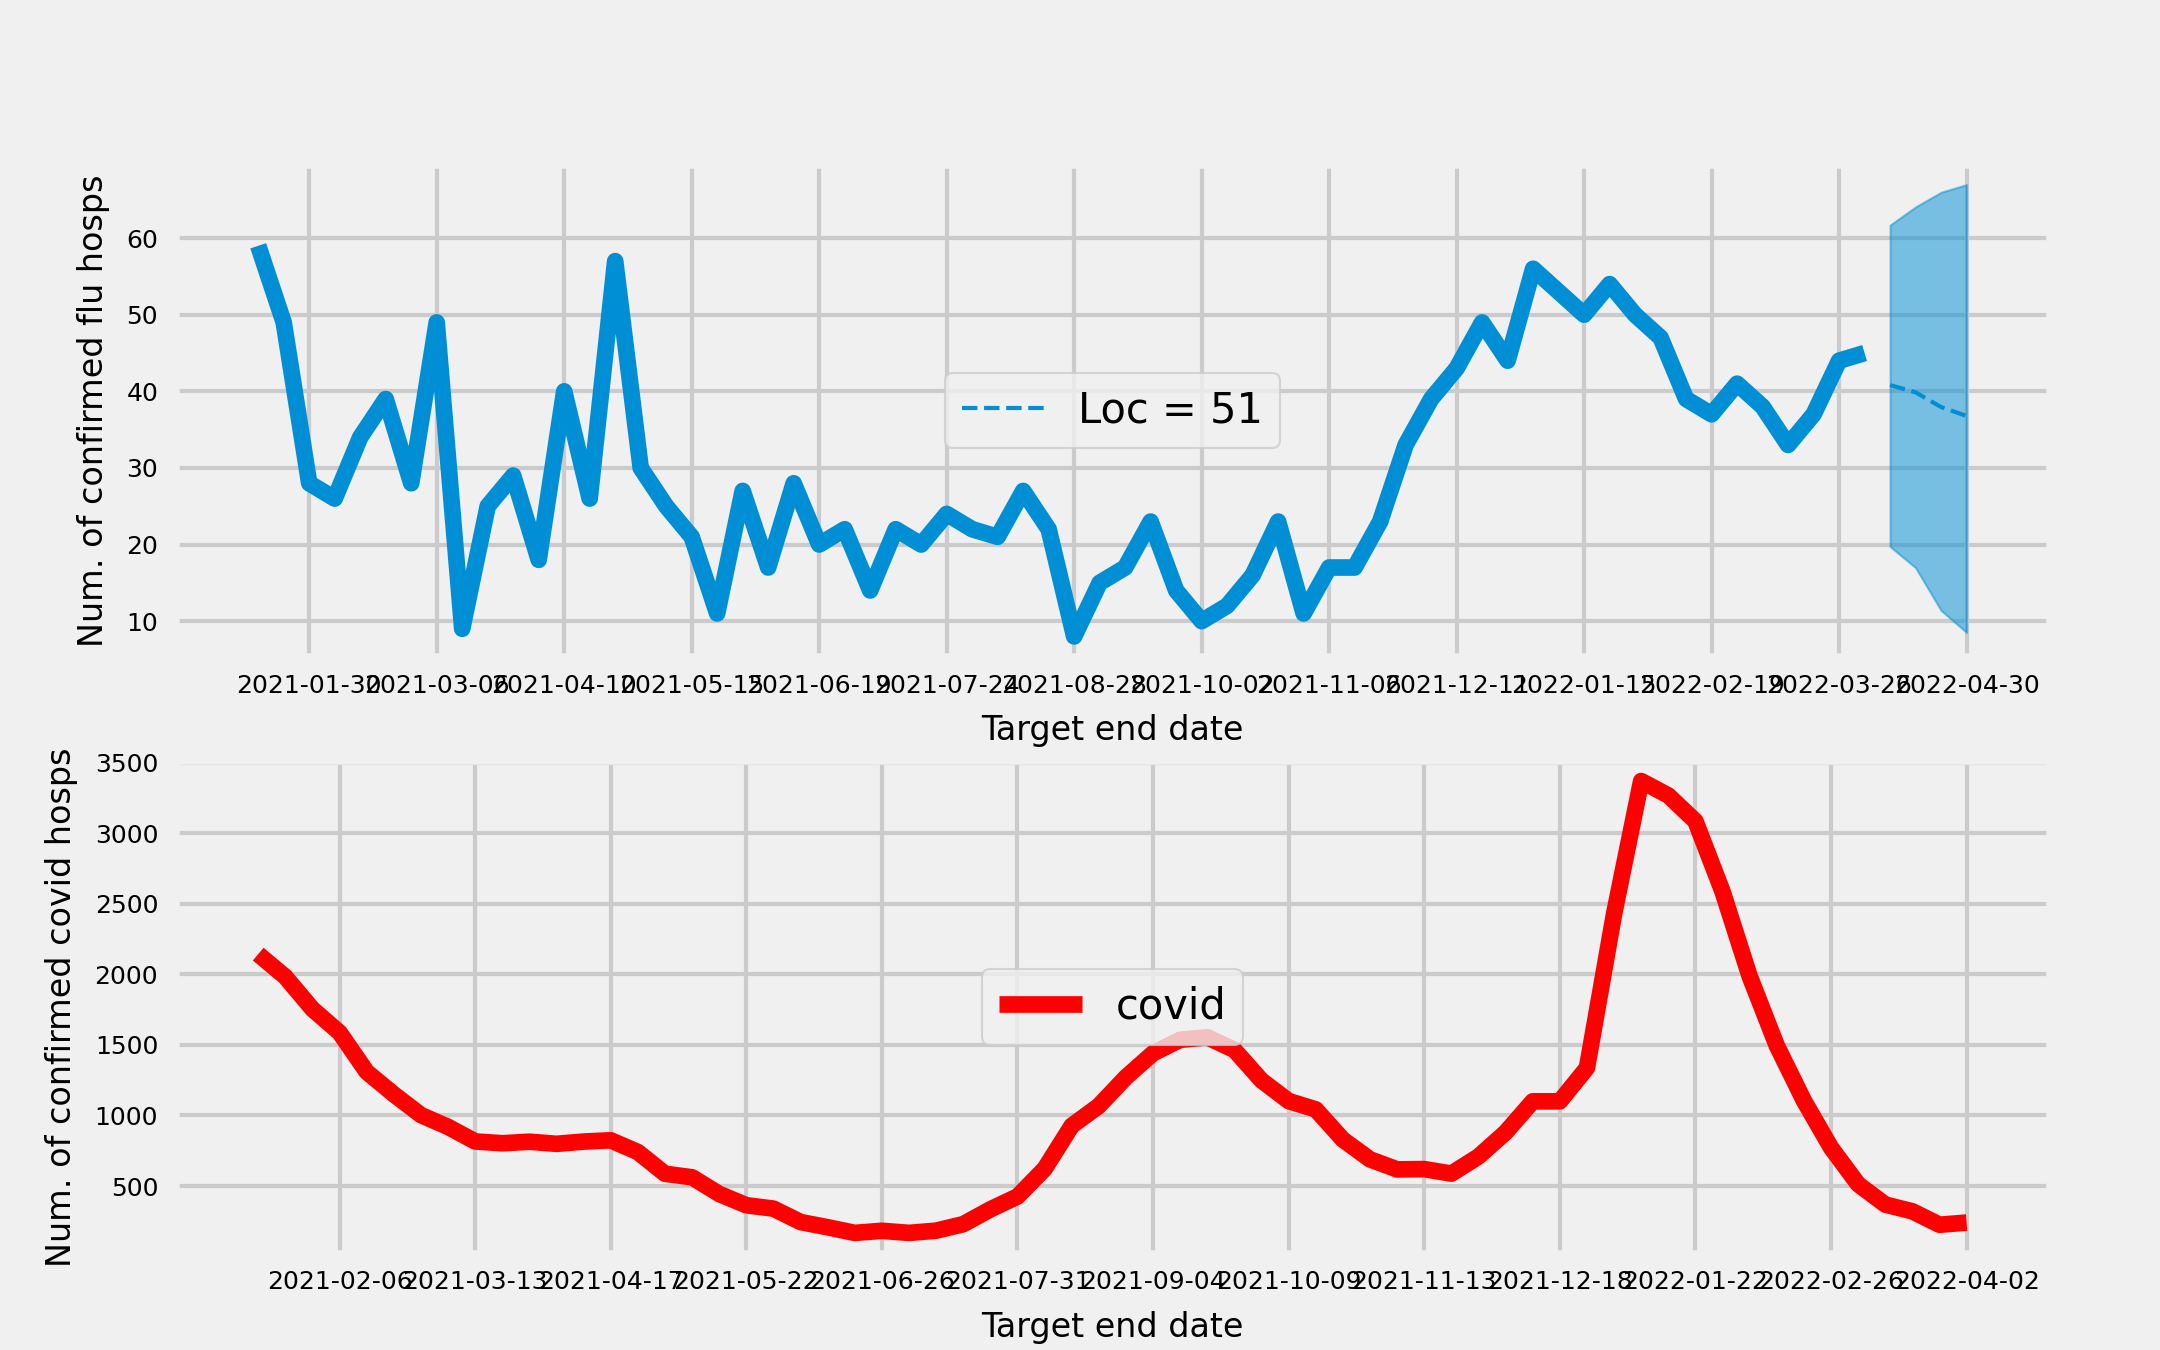 Num. of confirmed flu hosps
60
50
40
30
20
10
Loc = 51
2021-01-30 2021-03-06 2021-04-10 2021-05-15 2021-06-19 2021-07-24 2021-08-28 2021-10-02 2021-11-06 2021-12-11 2022-01-15 2022-02-19 2022-03-26 2022-04-30
Target end date
Num. of confirmed covid hosps
3500
3000
2500
2000
1500
1000
500
covid
2021-02-06 2021-03-13 2021-04-17 2021-05-22 2021-06-26 2021-07-31 2021-09-04 2021-10-09 2021-11-13 2021-12-18 2022-01-22 2022-02-26 2022-04-02
Target end date